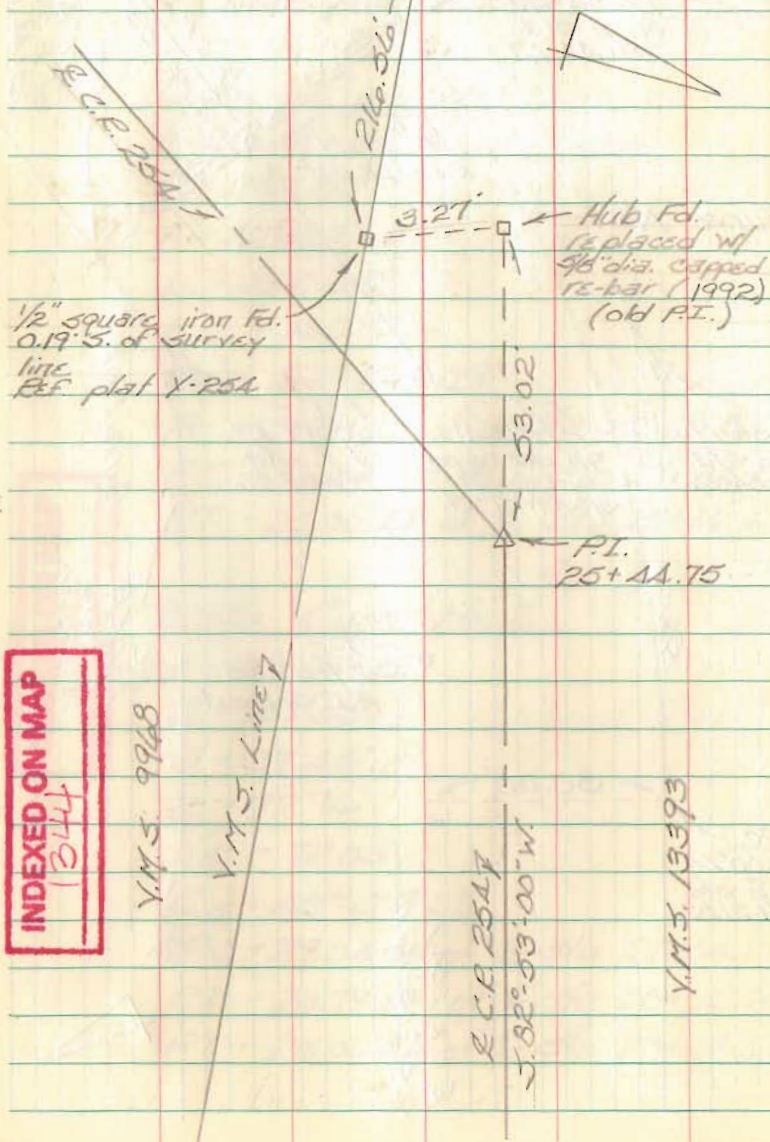 ℄ C.R. 254
216.56'
3.27'
Hub Fd.
replaced w/
5/8" dia. capped
re-bar (1992)
(old P.I.)
1/2" square iron Fd.
0.19' S. of survey
line
Ref. plat Y-254
53.02'
P.I.
25+44.75
INDEXED ON MAP
1344
V.M.S. 9968
V.M.S. Line
℄ C.R. 254
S.82°-53'-00"W.
V.M.S. 13393